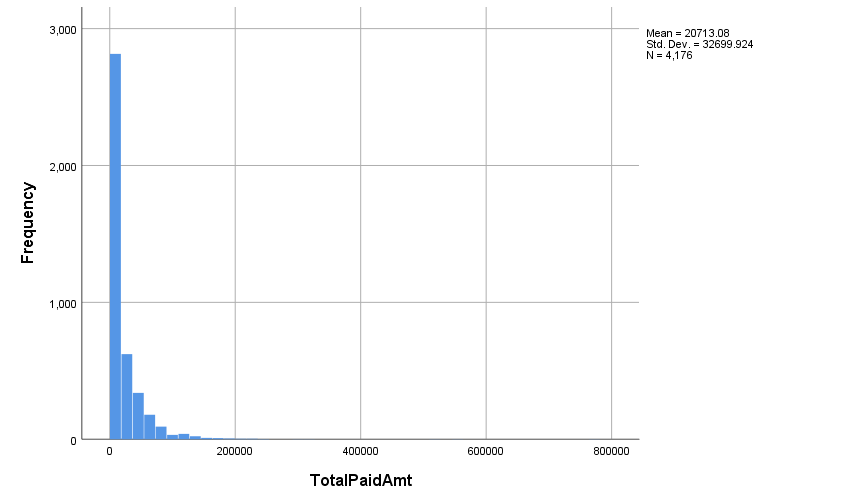 Mean = 20713.08
Std. Dev. = 32699.924
N = 4,176
3,000
2,000
1,000
0
Frequency
0 200000 400000 600000 800000
TotalPaidAmt